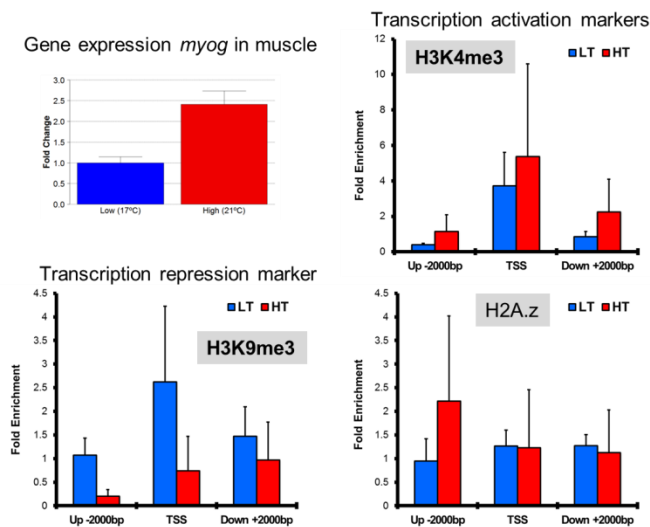 Gene expression myog in muscle
3.0
2.5
2.0
1.5
1.0
0.5
0.0
Fold Change
Low (17ºC)
High (21ºC)
Transcription activation markers
H3K4me3
LT
HT
12
10
8
6
4
2
0
Fold Enrichment
Up -2000bp
TSS
Down +2000bp
Transcription repression marker
LT
HT
H3K9me3
4.5
4
3.5
3
2.5
2
1.5
1
0.5
0
Fold Enrichment
Up -2000bp
TSS
Down +2000bp
H2A.z
LT
HT
4.5
4
3.5
3
2.5
2
1.5
1
0.5
0
Fold Enrichment
Up -2000bp
TSS
Down +2000bp